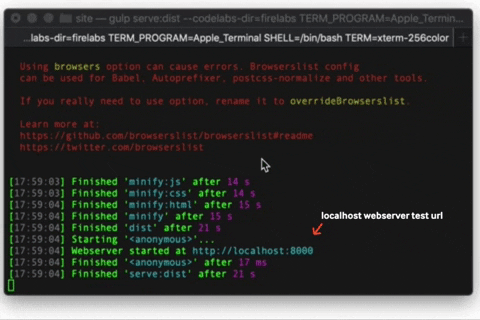 site — gulp serve:dist --codelabs-dir=firelabs TERM_PROGRAM=Apple_Termin...
...labs-dir=firelabs TERM_PROGRAM=Apple_Terminal SHELL=/bin/bash TERM=xterm-256color +
Using browsers option can cause errors. Browserslist config
can be used for Babel, Autoprefixer, postcss-normalize and other tools.
If you really need to use option, rename it to overrideBrowserslist.
Learn more at:
https://github.com/browserslist/browserslist#readme
https://twitter.com/browserslist
[17:59:03] Finished 'minify:js' after 14 s
[17:59:03] Finished 'minify:css' after 14 s
[17:59:04] Finished 'minify:html' after 15 s
[17:59:04] Finished 'minify' after 15 s
[17:59:04] Finished 'dist' after 21 s
[17:59:04] Starting '<anonymous>'...
[17:59:04] Webserver started at http://localhost:8000
[17:59:04] Finished '<anonymous>' after 17 ms
[17:59:04] Finished 'serve:dist' after 21 s
localhost webserver test url